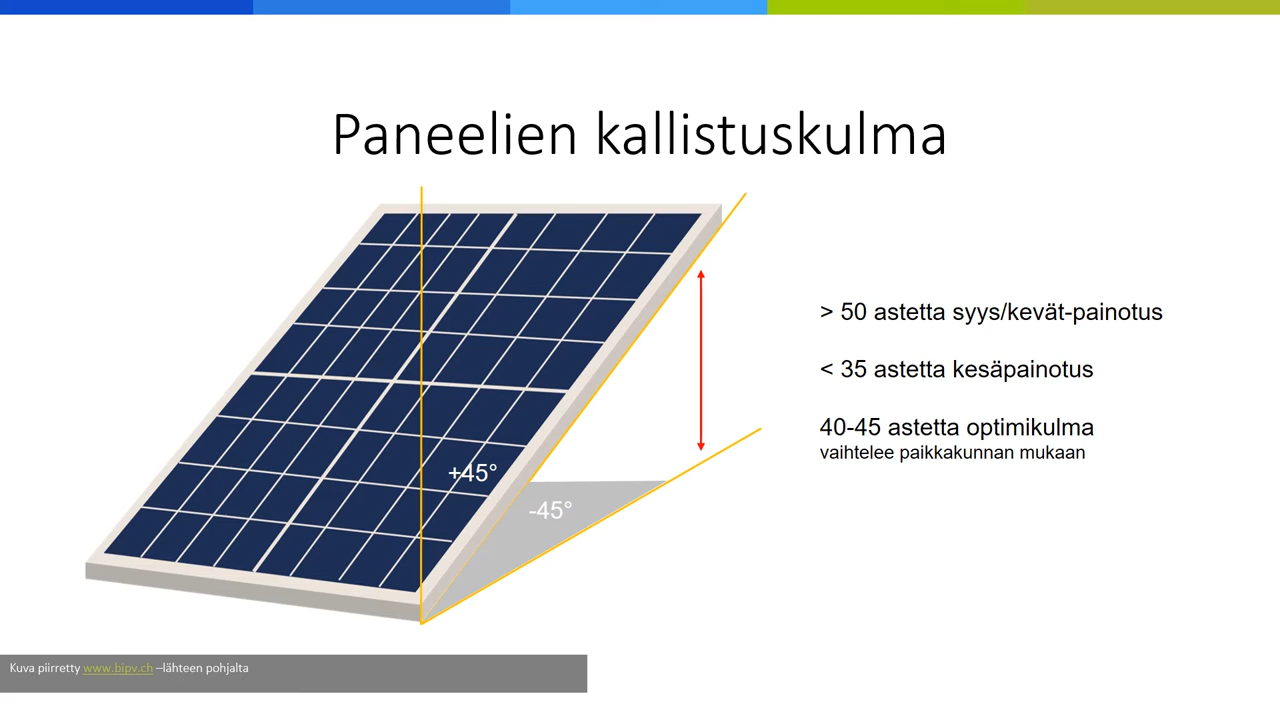 Paneelien kallistuskulma
> 50 astetta syys/kevät-painotus
< 35 astetta kesäpainotus
40-45 astetta optimikulma
vaihtelee paikkakunnan mukaan
+45°
-45°
Kuva piirretty www.bipv.ch –lähteen pohjalta